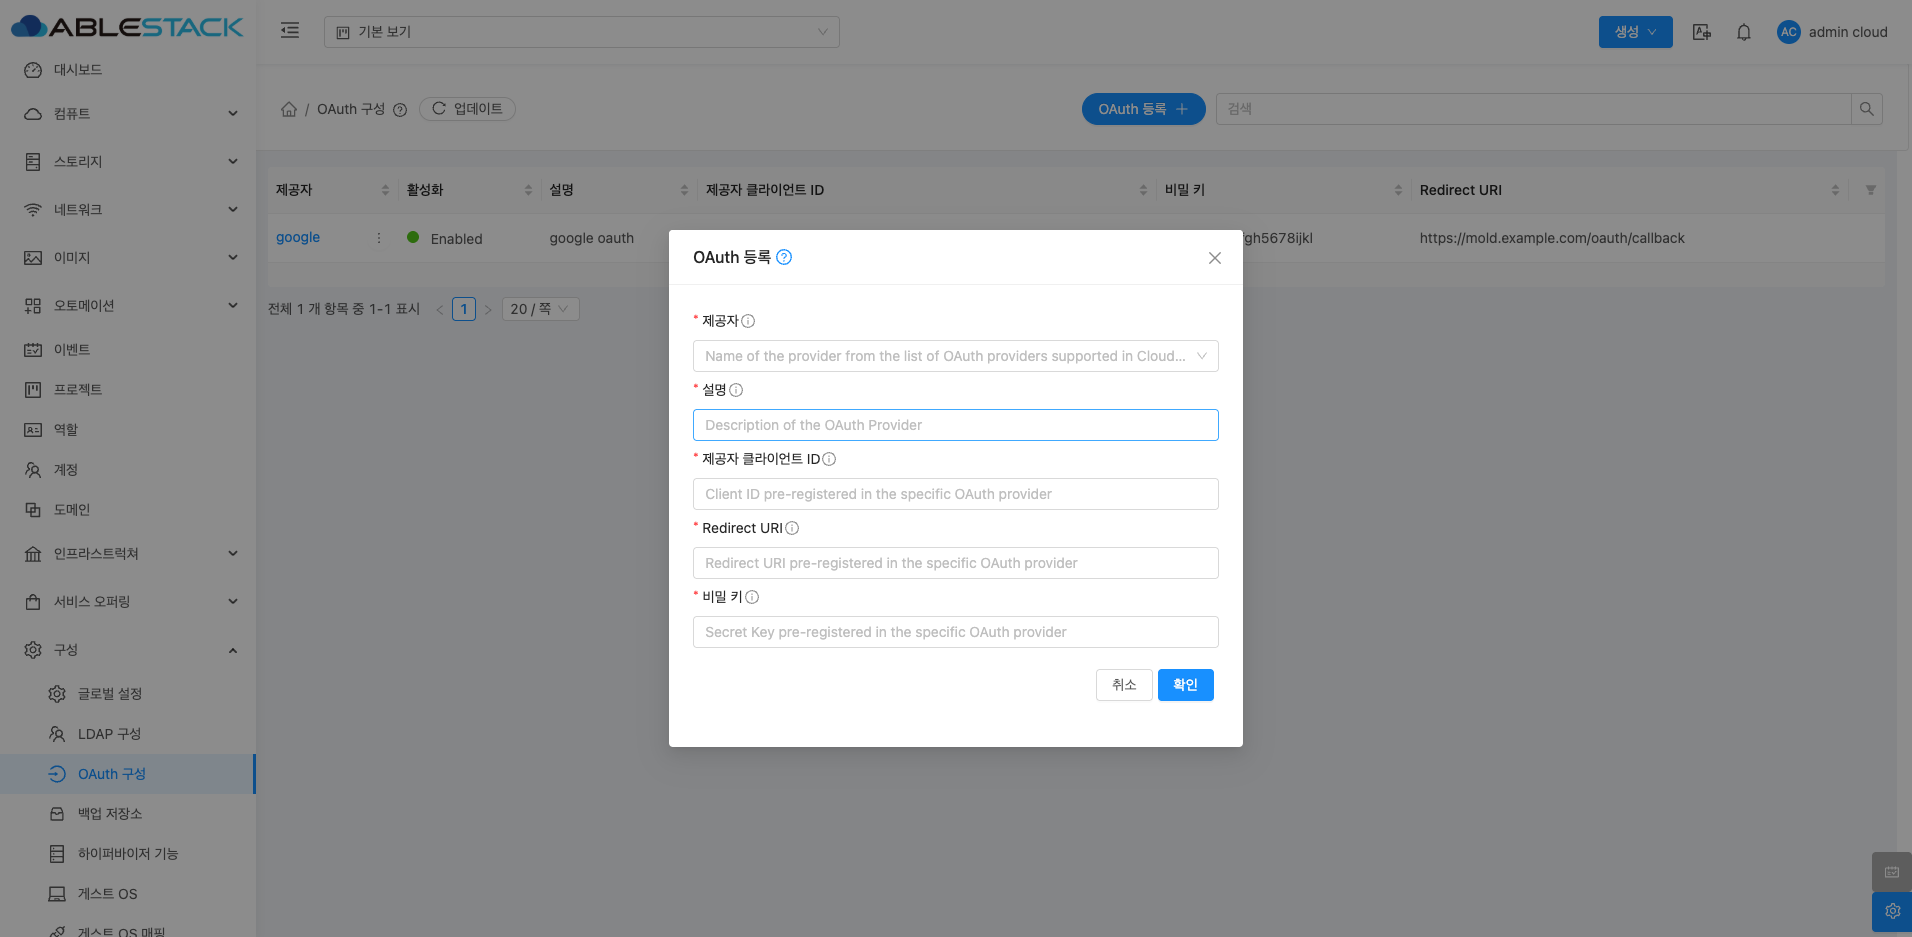 ABLESTACK
기본 보기
생성
AC
admin cloud
대시보드
컴퓨트
스토리지
네트워크
이미지
오토메이션
이벤트
프로젝트
역할
계정
도메인
인프라스트럭쳐
서비스 오퍼링
구성
글로벌 설정
LDAP 구성
OAuth 구성
백업 저장소
하이퍼바이저 기능
게스트 OS
게스트 OS 매핑
/ OAuth 구성
업데이트
OAuth 등록
검색
제공자
활성화
설명
제공자 클라이언트 ID
비밀 키
Redirect URI
google
Enabled
google oauth
gh5678ijkl
https://mold.example.com/oauth/callback
전체 1 개 항목 중 1-1 표시
1
20 / 쪽
OAuth 등록
* 제공자
Name of the provider from the list of OAuth providers supported in Cloud...
* 설명
Description of the OAuth Provider
* 제공자 클라이언트 ID
Client ID pre-registered in the specific OAuth provider
* Redirect URI
Redirect URI pre-registered in the specific OAuth provider
* 비밀 키
Secret Key pre-registered in the specific OAuth provider
취소
확인